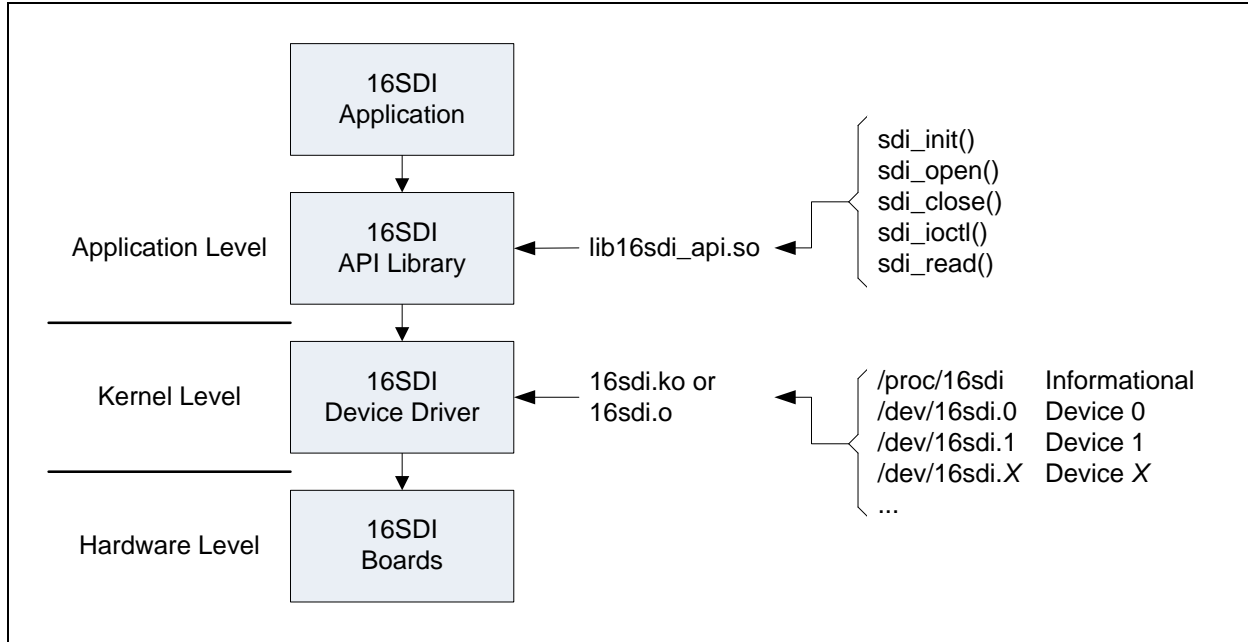 16SDI
Application
Application Level
16SDI
API Library
lib16sdi_api.so
sdi_init()
sdi_open()
sdi_close()
sdi_ioctl()
sdi_read()
Kernel Level
16SDI
Device Driver
16sdi.ko or
16sdi.o
/proc/16sdi Informational
/dev/16sdi.0 Device 0
/dev/16sdi.1 Device 1
/dev/16sdi.X Device X
...
Hardware Level
16SDI
Boards